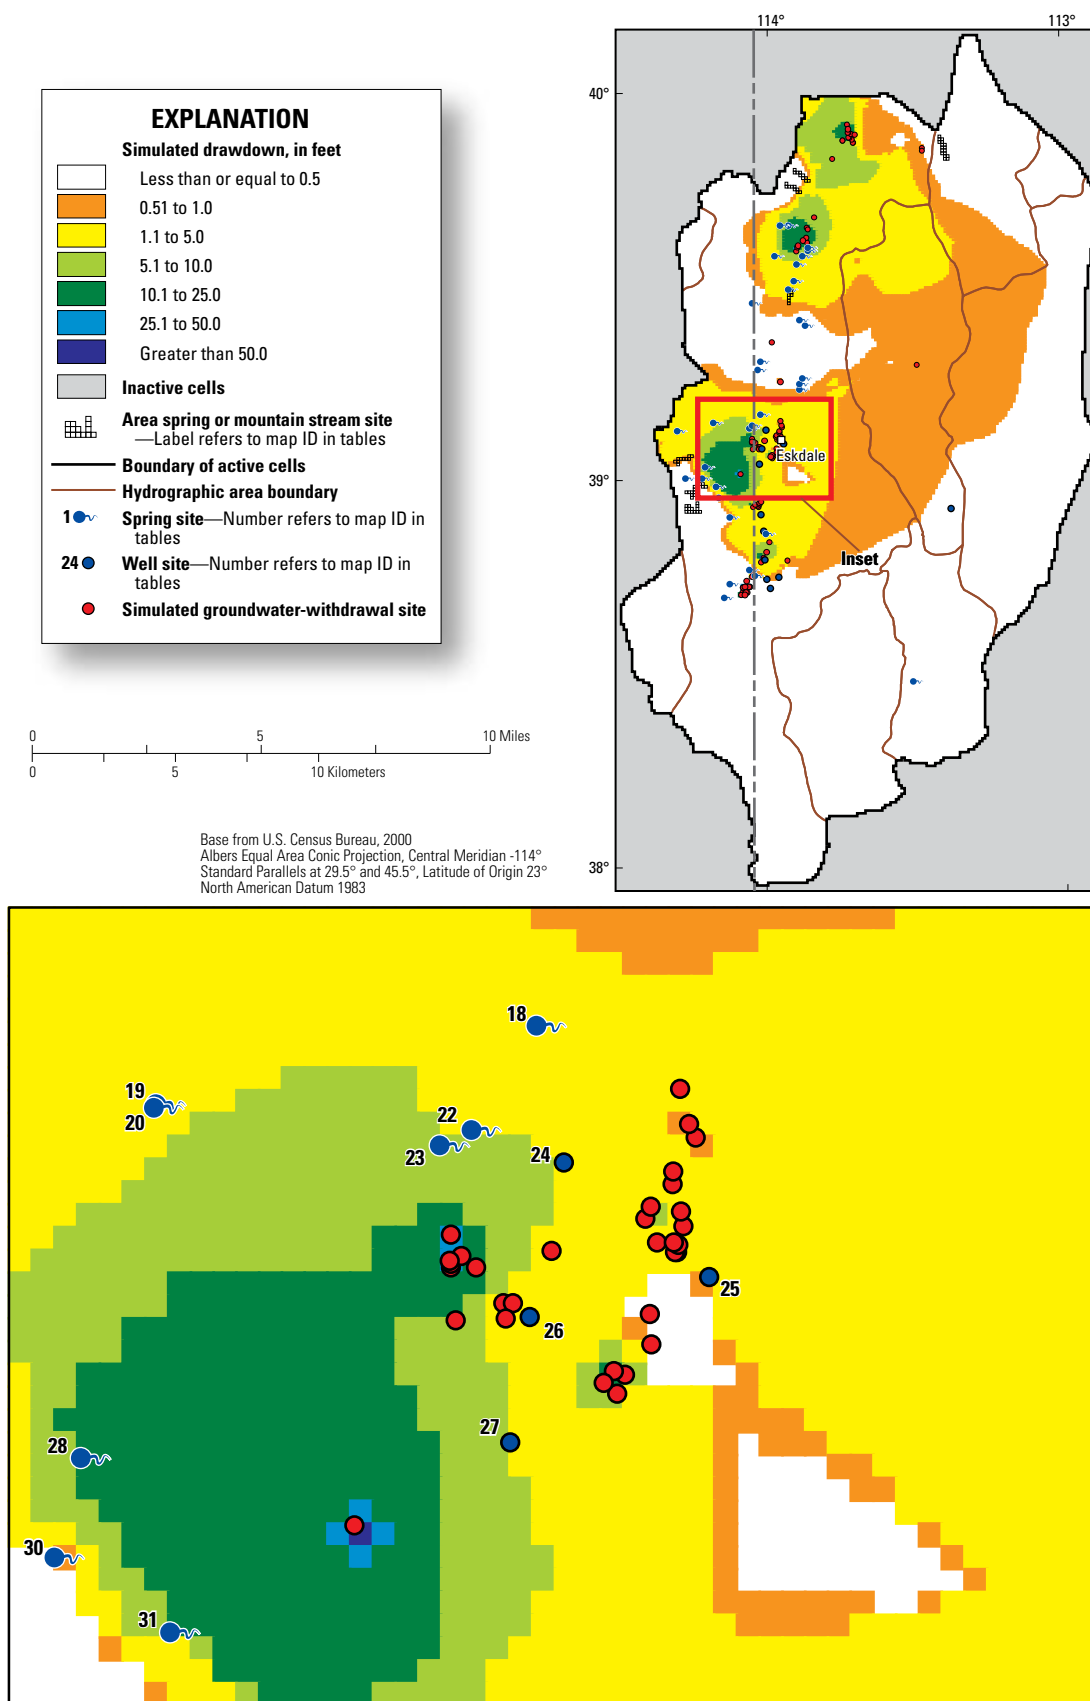 114°
113°
40°
39°
38°
Eskdale
Inset
EXPLANATION
Simulated drawdown, in feet
Less than or equal to 0.5
0.51 to 1.0
1.1 to 5.0
5.1 to 10.0
10.1 to 25.0
25.1 to 50.0
Greater than 50.0
Inactive cells
Area spring or mountain stream site
—Label refers to map ID in tables
Boundary of active cells
Hydrographic area boundary
1 Spring site—Number refers to map ID in
tables
24 Well site—Number refers to map ID in
tables
Simulated groundwater-withdrawal site
0 5 10 Miles
0 5 10 Kilometers
Base from U.S. Census Bureau, 2000
Albers Equal Area Conic Projection, Central Meridian -114°
Standard Parallels at 29.5° and 45.5°, Latitude of Origin 23°
North American Datum 1983
18
19
20
22
23
24
25
26
27
28
30
31